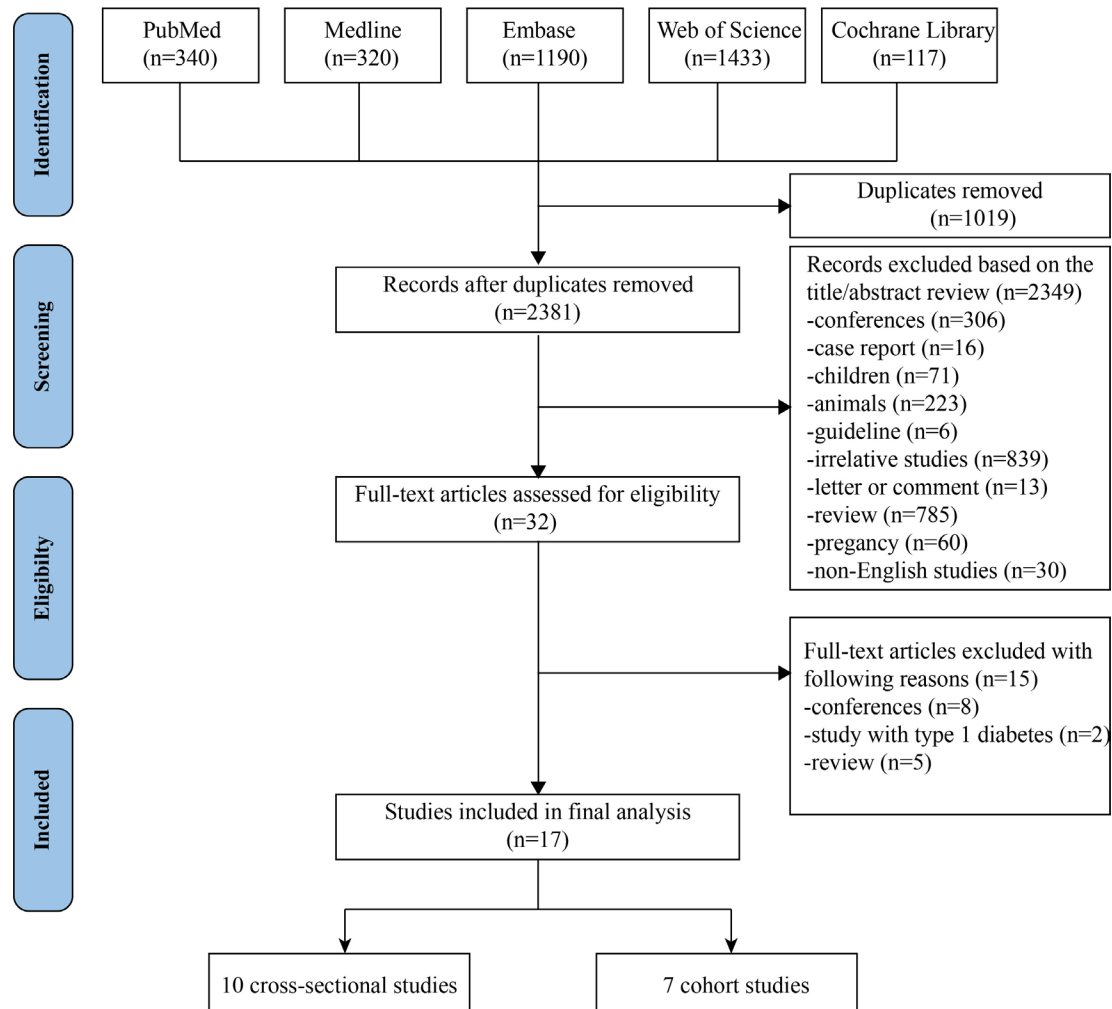 Identification
PubMed
(n=340)
Medline
(n=320)
Embase
(n=1190)
Web of Science
(n=1433)
Cochrane Library
(n=117)
Duplicates removed
(n=1019)
Screening
Records after duplicates removed
(n=2381)
Records excluded based on the
title/abstract review (n=2349)
-conferences (n=306)
-case report (n=16)
-children (n=71)
-animals (n=223)
-guideline (n=6)
-irrelative studies (n=839)
-letter or comment (n=13)
-review (n=785)
-pregancy (n=60)
-non-English studies (n=30)
Eligibilty
Full-text articles assessed for eligibility
(n=32)
Full-text articles excluded with
following reasons (n=15)
-conferences (n=8)
-study with type 1 diabetes (n=2)
-review (n=5)
Included
Studies included in final analysis
(n=17)
10 cross-sectional studies
7 cohort studies